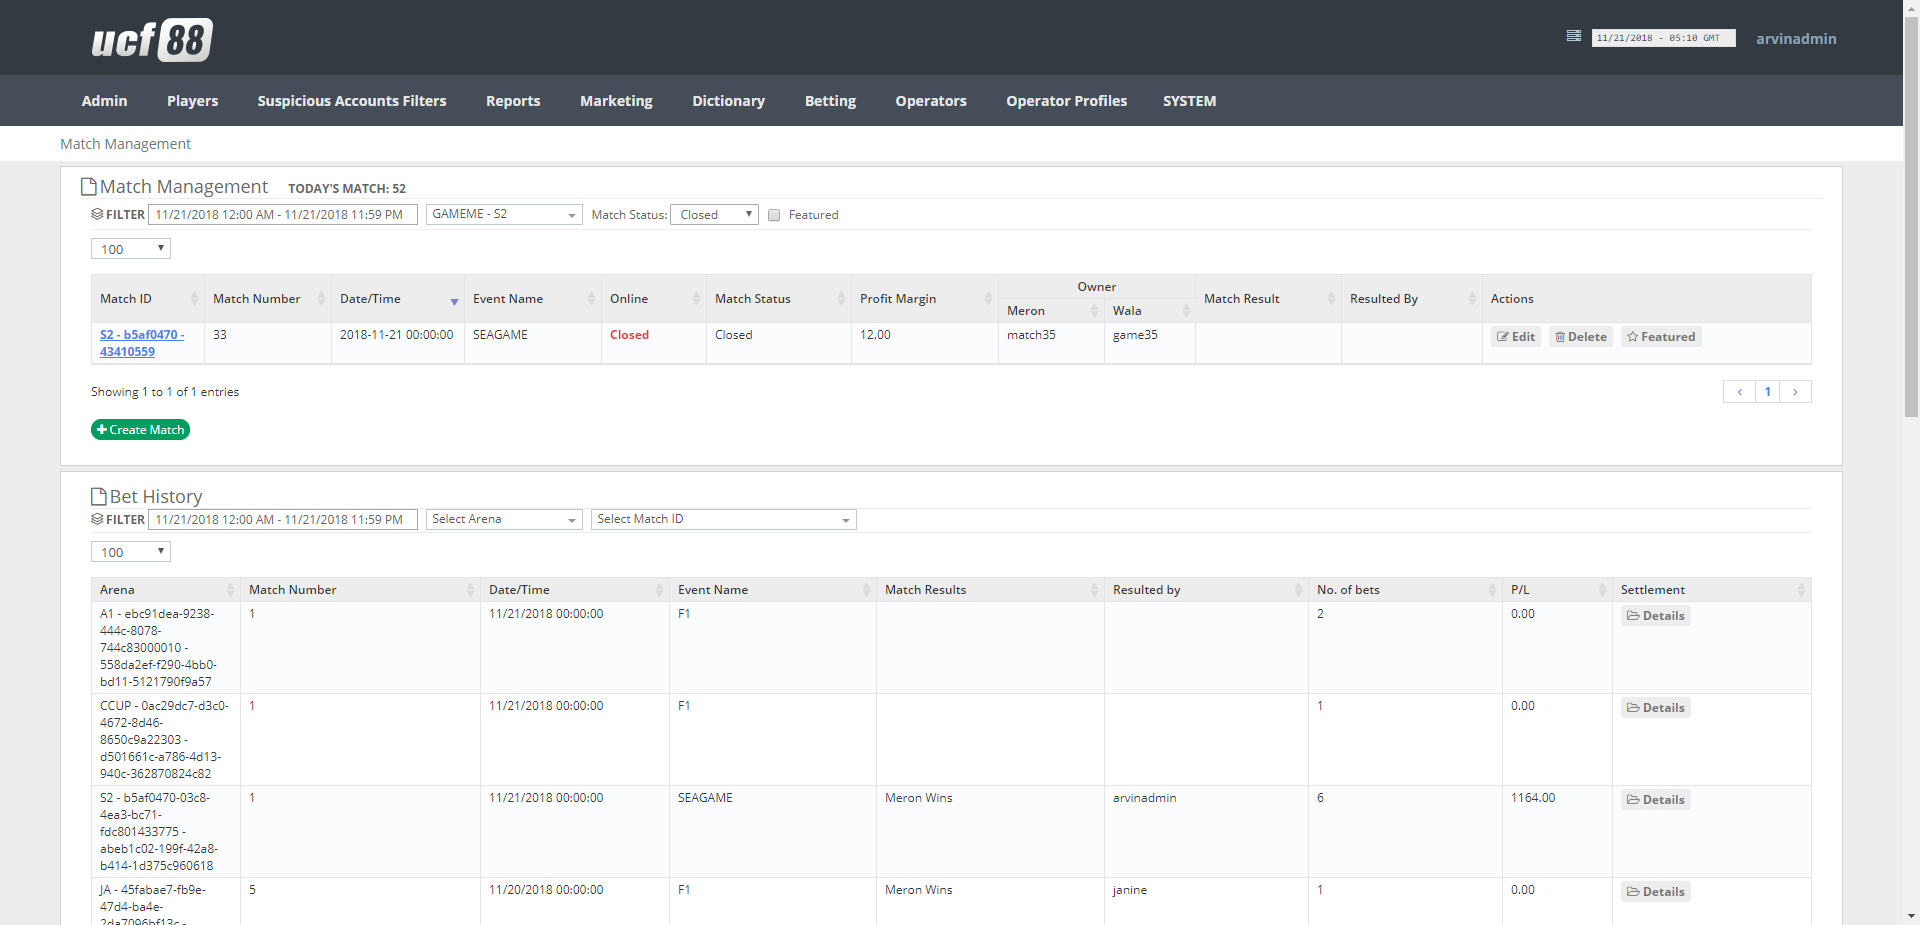 ucf 88
11/21/2018 - 05:10 GMT
arvinadmin
Admin Players Suspicious Accounts Filters Reports Marketing Dictionary Betting Operators Operator Profiles SYSTEM
Match Management
Match Management TODAY'S MATCH: 52
FILTER 11/21/2018 12:00 AM - 11/21/2018 11:59 PM GAMEME - S2 Match Status: Closed Featured
100
Match ID Match Number Date/Time Event Name Online Match Status Profit Margin Owner Match Result Resulted By Actions
Meron Wala
S2 - b5af0470 - 33 2018-11-21 00:00:00 SEAGAME Closed Closed 12.00 match35 game35 Edit Delete Featured
43410559
Showing 1 to 1 of 1 entries
‹ 1 ›
Create Match
Bet History
FILTER 11/21/2018 12:00 AM - 11/21/2018 11:59 PM Select Arena Select Match ID
100
Arena Match Number Date/Time Event Name Match Results Resulted by No. of bets P/L Settlement
A1 - ebc91dea-9238- 1 11/21/2018 00:00:00 F1 2 0.00 Details
444c-8078-
744c83000010 -
558da2ef-f290-4bb0-
bd11-5121790f9a57
CCUP - 0ac29dc7-d3c0- 1 11/21/2018 00:00:00 F1 1 0.00 Details
4672-8d46-
8650c9a22303 -
d501661c-a786-4d13-
940c-362870824c82
S2 - b5af0470-03c8- 1 11/21/2018 00:00:00 SEAGAME Meron Wins arvinadmin 6 1164.00 Details
4ea3-bc71-
fdc801433775 -
abeb1c02-199f-42a8-
b414-1d375c960618
JA - 45fabae7-fb9e- 5 11/20/2018 00:00:00 F1 Meron Wins janine 1 0.00 Details
47d4-ba4e-
2da7096bf13c -